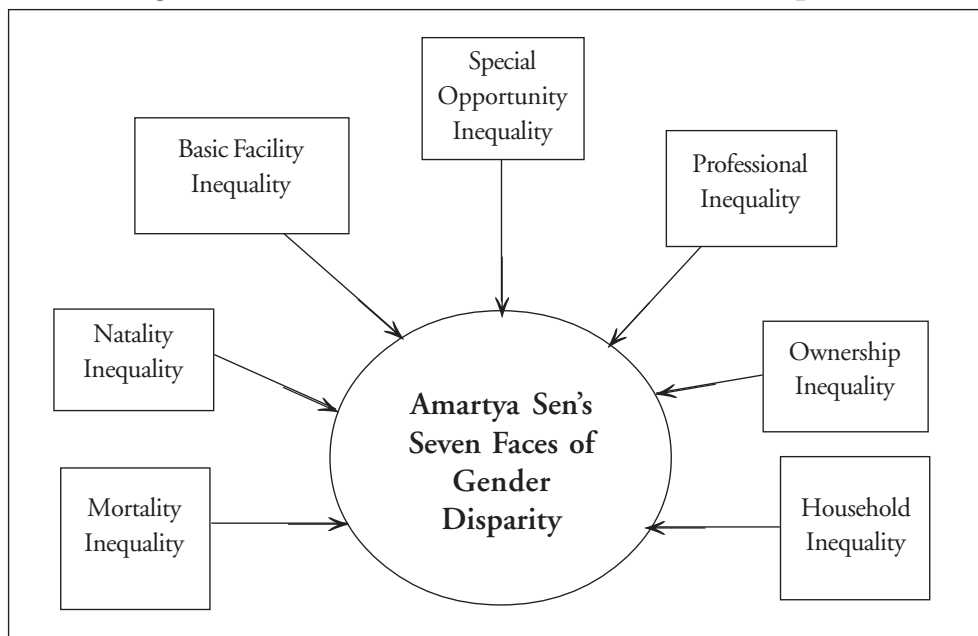 Special
Opportunity
Inequality
Basic Facility
Inequality
Professional
Inequality
Natality
Inequality
Ownership
Inequality
Amartya Sen's
Seven Faces of
Gender
Disparity
Mortality
Inequality
Household
Inequality